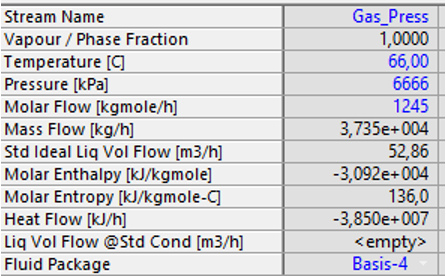 Stream Name Gas_Press
Vapour / Phase Fraction 1,0000
Temperature [C] 66,00
Pressure [kPa] 6666
Molar Flow [kgmole/h] 1245
Mass Flow [kg/h] 3,735e+004
Std Ideal Liq Vol Flow [m3/h] 52,86
Molar Enthalpy [kJ/kgmole] -3,092e+004
Molar Entropy [kJ/kgmole-C] 136,0
Heat Flow [kJ/h] -3,850e+007
Liq Vol Flow @Std Cond [m3/h] <empty>
Fluid Package Basis-4